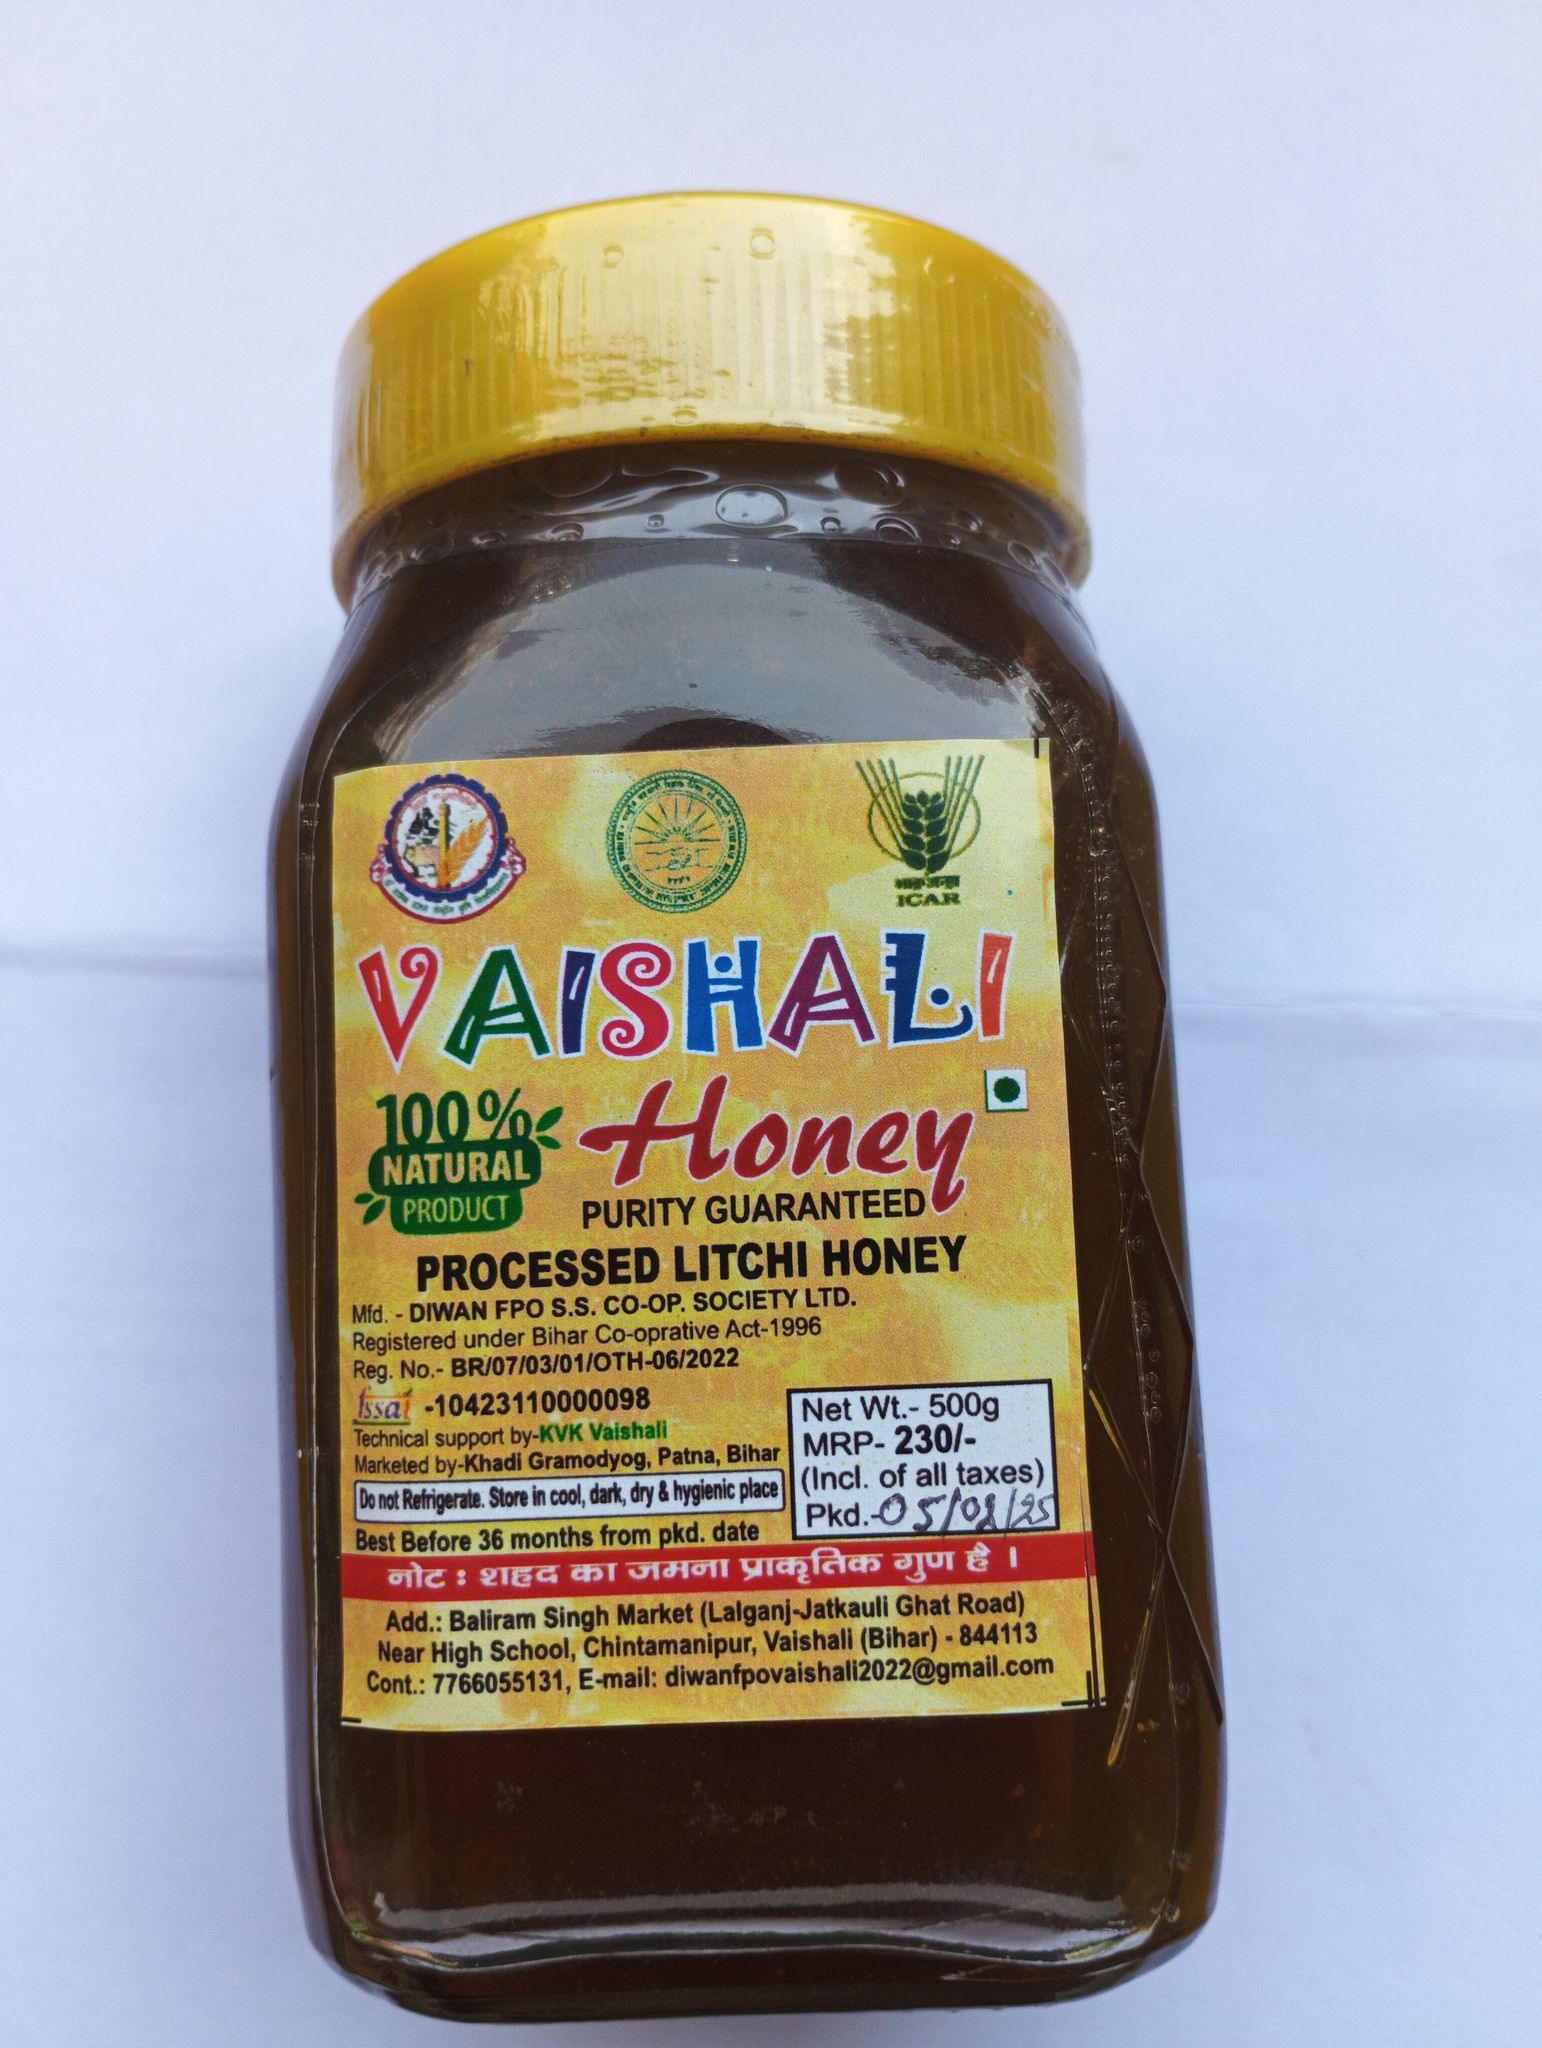 ICAR
VAISHALI
100%
NATURAL
PRODUCT
Honey
PURITY GUARANTEED
PROCESSED LITCHI HONEY
Mfd. - DIWAN FPO S.S. CO-OP. SOCIETY LTD.
Registered under Bihar Co-oprative Act-1996
Reg. No.- BR/07/03/01/OTH-06/2022
fssai -10423110000098
Technical support by-KVK Vaishali
Marketed by-Khadi Gramodyog, Patna, Bihar
Do not Refrigerate. Store in cool, dark, dry & hygienic place
Best Before 36 months from pkd. date
Net Wt.- 500g
MRP- 230/-
(Incl. of all taxes)
Pkd.-05/02/25
नोट : शहद का जमना प्राकृतिक गुण है ।
Add.: Baliram Singh Market (Lalganj-Jatkauli Ghat Road)
Near High School, Chintamanipur, Vaishali (Bihar) - 844113
Cont.: 7766055131, E-mail: diwanfpovaishali2022@gmail.com